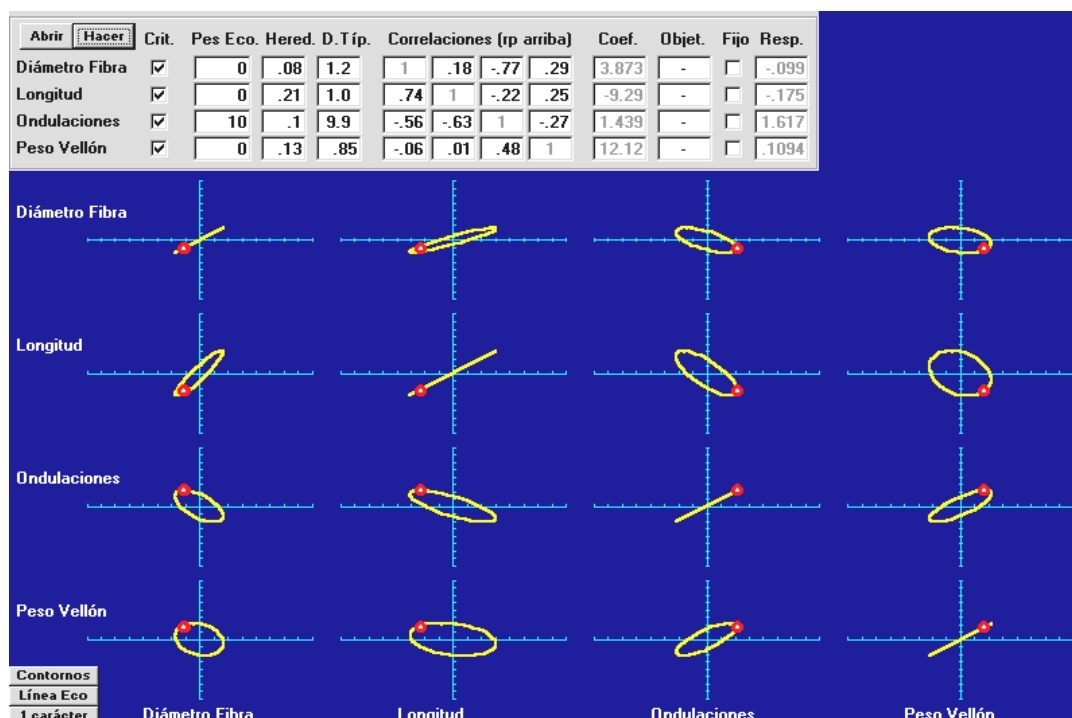 Abrir Hacer Crit. Pes Eco. Hered. D.Típ. Correlaciones (rp arriba) Coef. Objet. Fijo Resp.
Diámetro Fibra 0 .08 1.2 1 .18 -.77 .29 3.873 - -.099
Longitud 0 .21 1.0 .74 1 -.22 .25 -9.29 - -.175
Ondulaciones 10 .1 9.9 -.56 -.63 1 -.27 1.439 - 1.617
Peso Vellón 0 .13 .85 -.06 .01 .48 1 12.12 - .1094
Diámetro Fibra
Longitud
Ondulaciones
Peso Vellón
Contornos
Línea Eco
1 carácter
Diámetro Fibra Longitud Ondulaciones Peso Vellón